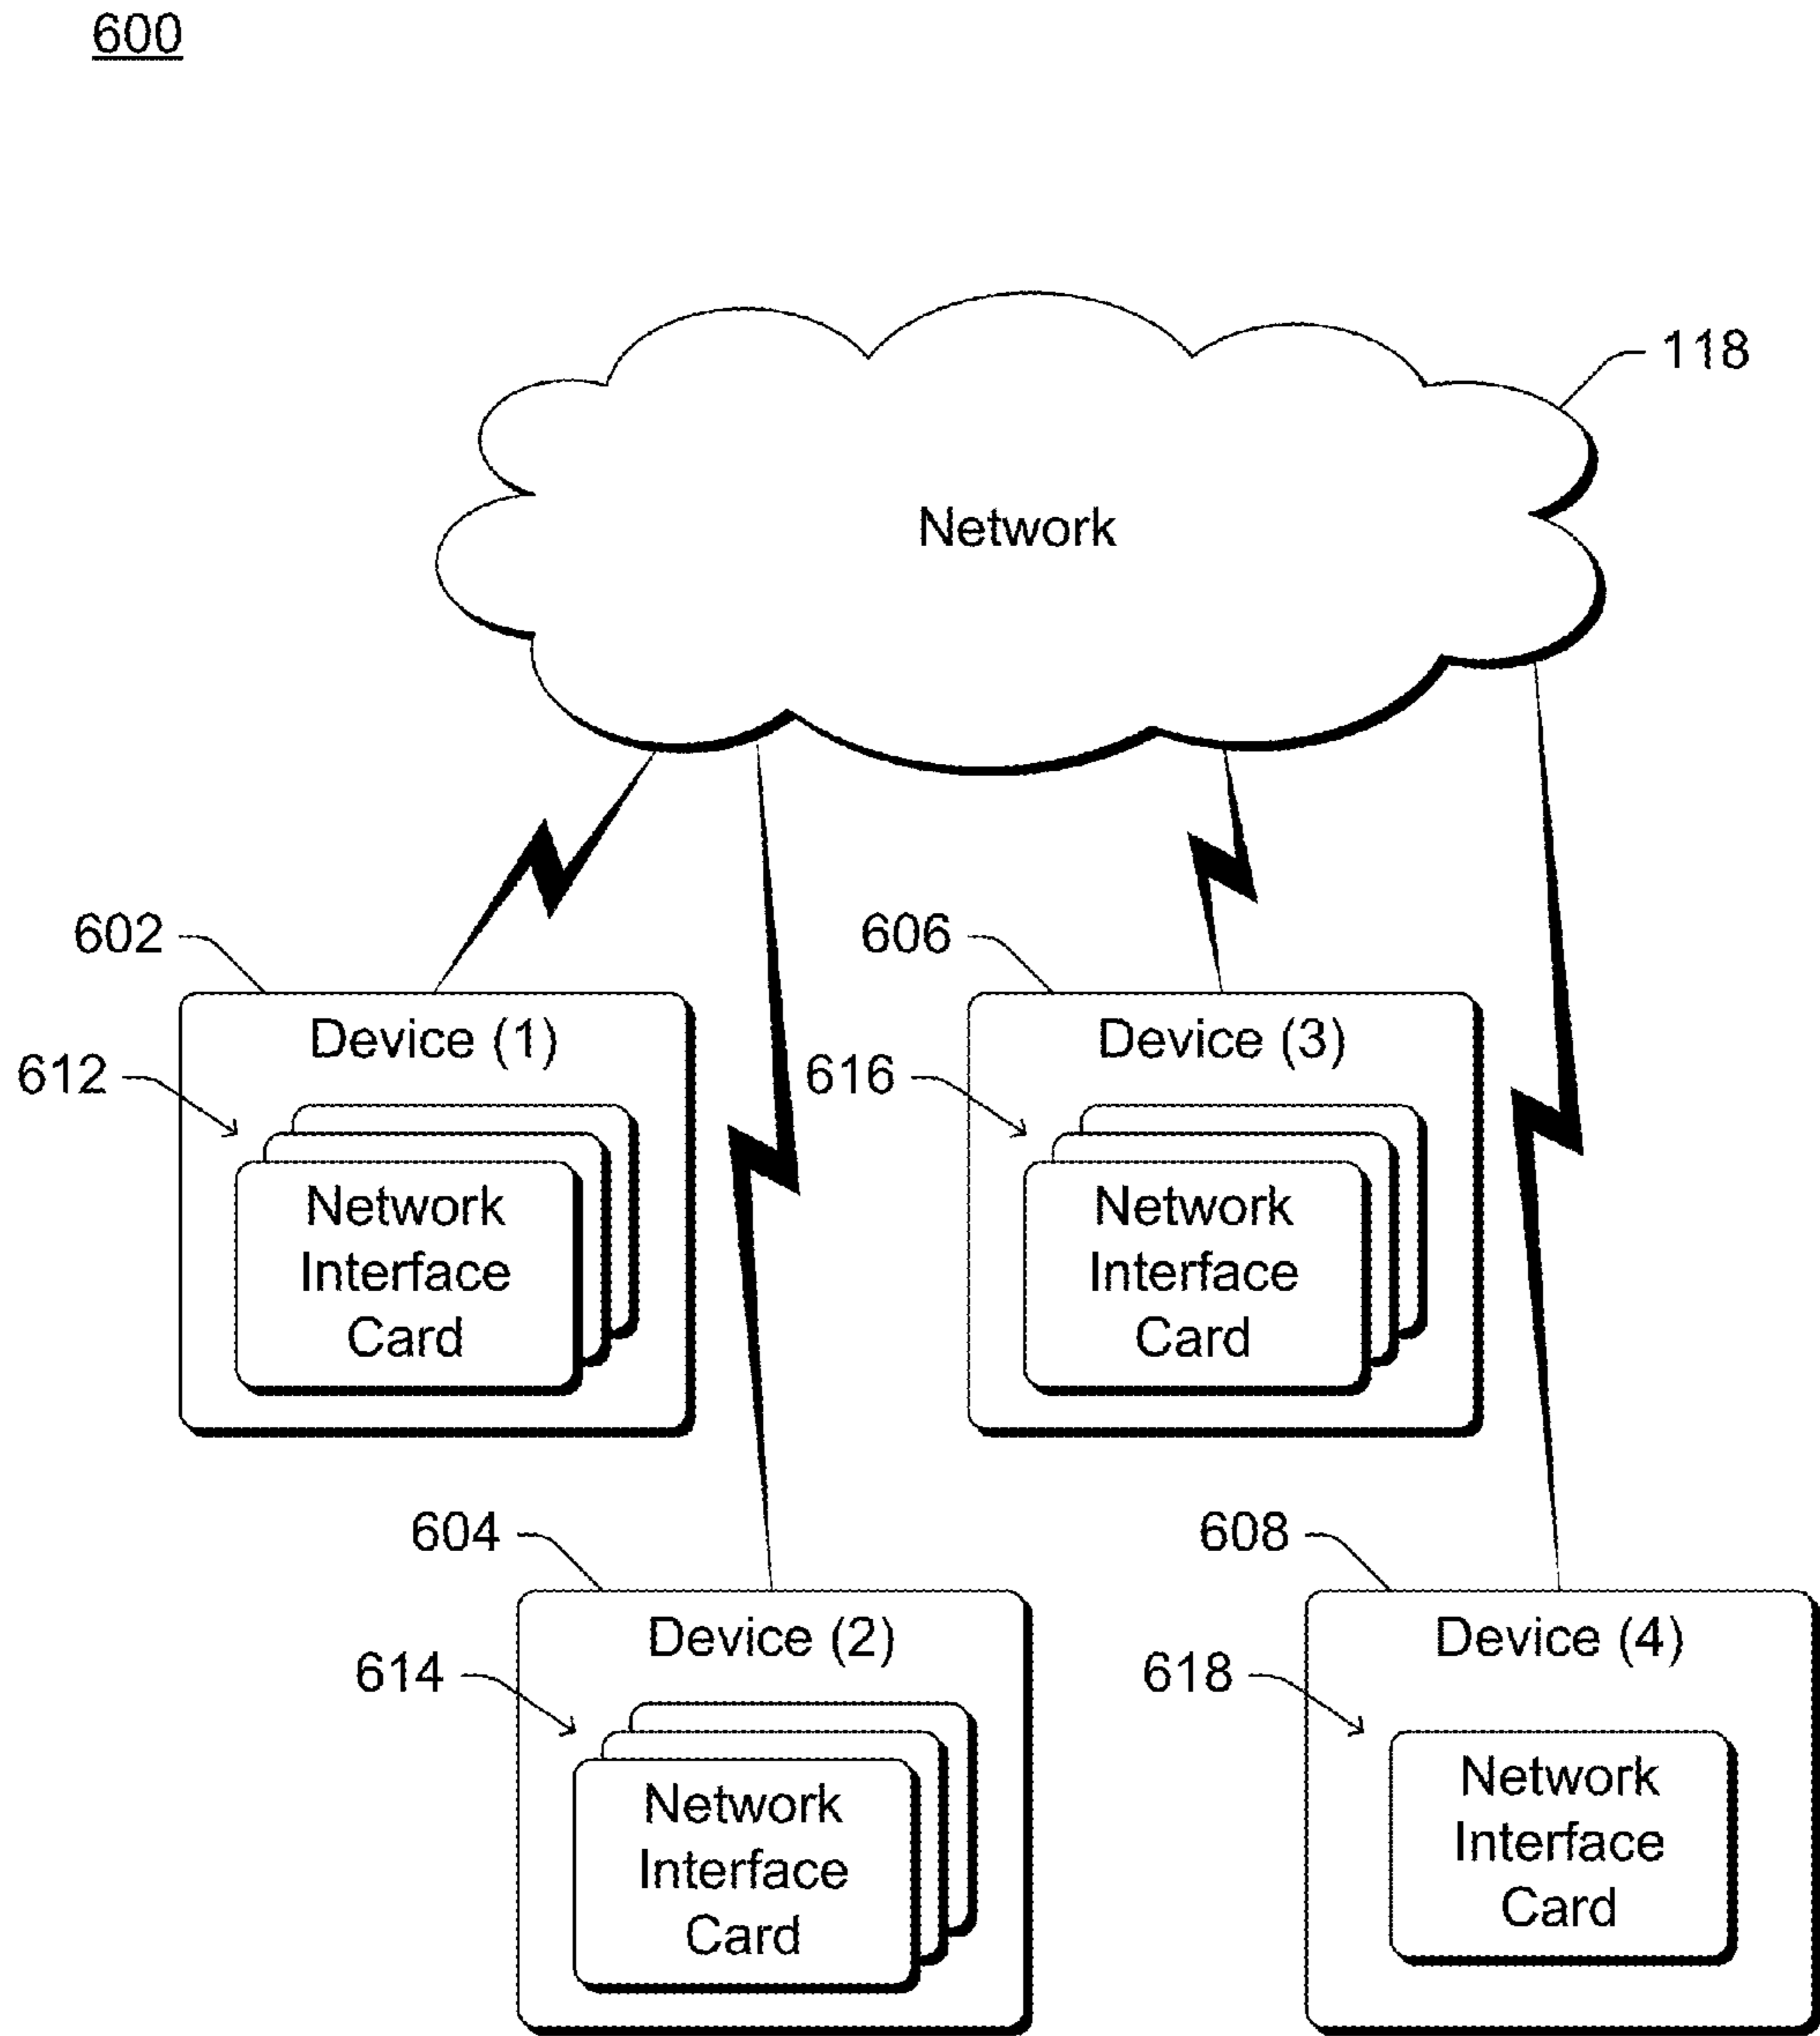 600
118
Network
602
606
Device (1)
Device (3)
612
616
Network
Interface
Card
Network
Interface
Card
604
608
Device (2)
Device (4)
614
618
Network
Interface
Card
Network
Interface
Card